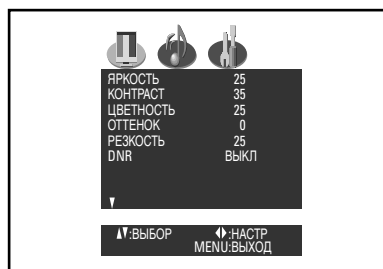 ЯРКОСТЬ 25
КОНТРАСТ 35
ЦВЕТНОСТЬ 25
ОТТЕНОК 0
РЕЗКОСТЬ 25
DNR ВЫКЛ
:ВЫБОР :НАСТР
MENU:ВЫХОД